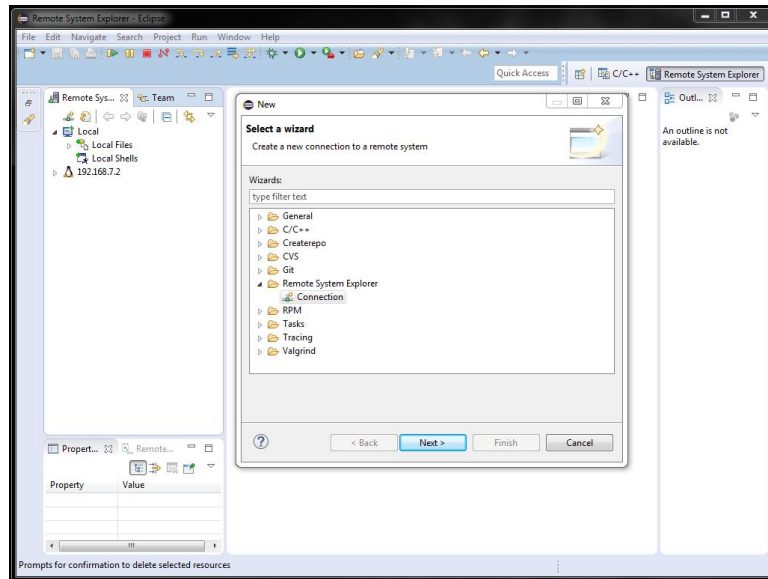 Remote System Explorer - Eclipse
File Edit Navigate Search Project Run Window Help
Quick Access
C/C++
Remote System Explorer
Remote Sys...
Team
Local
Local Files
Local Shells
192.168.7.2
New
Select a wizard
Create a new connection to a remote system
Wizards:
type filter text
General
C/C++
Createrepo
CVS
Git
Remote System Explorer
Connection
RPM
Tasks
Tracing
Valgrind
? < Back Next > Finish Cancel
Outl...
An outline is not
available.
Propert...
Remote...
Property Value
Prompts for confirmation to delete selected resources